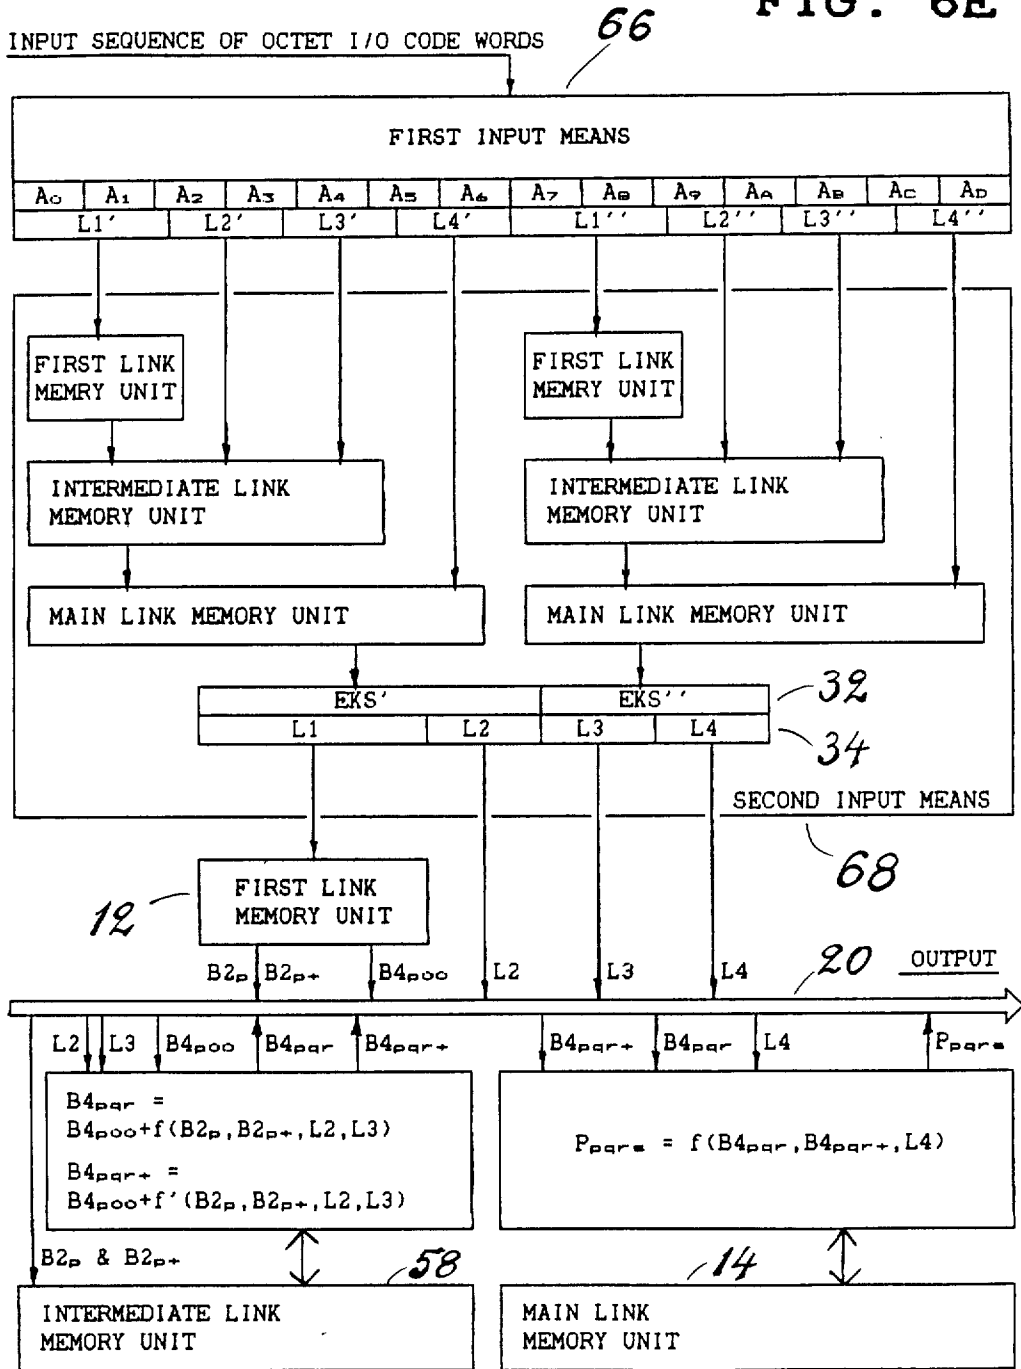 FIG. 6E
INPUT SEQUENCE OF OCTET I/O CODE WORDS
66
FIRST INPUT MEANS
A0 A1 A2 A3 A4 A5 A6 A7 A8 A9 AA AB AC AD
L1' L2' L3' L4' L1'' L2'' L3'' L4''
FIRST LINK
MEMRY UNIT
FIRST LINK
MEMRY UNIT
INTERMEDIATE LINK
MEMORY UNIT
INTERMEDIATE LINK
MEMORY UNIT
MAIN LINK MEMORY UNIT
MAIN LINK MEMORY UNIT
EKS' EKS''
32
L1 L2 L3 L4
34
SECOND INPUT MEANS
68
12
FIRST LINK
MEMORY UNIT
B2p B2p+ B4poo L2 L3 L4
20
OUTPUT
L2 L3 B4poo B4pqr B4pqr+
B4pqr+ B4pqr L4 Ppqrs
B4pqr =
B4poo+f(B2p,B2p+,L2,L3)
B4pqr+ =
B4poo+f'(B2p,B2p+,L2,L3)
Ppqrs = f(B4pqr,B4pqr+,L4)
B2p & B2p+
58
14
INTERMEDIATE LINK
MEMORY UNIT
MAIN LINK
MEMORY UNIT